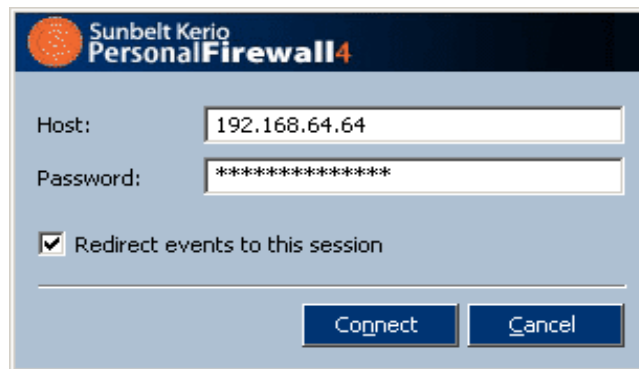 Sunbelt Kerio
PersonalFirewall4
Host: 192.168.64.64
Password: **************
Redirect events to this session
Connect Cancel